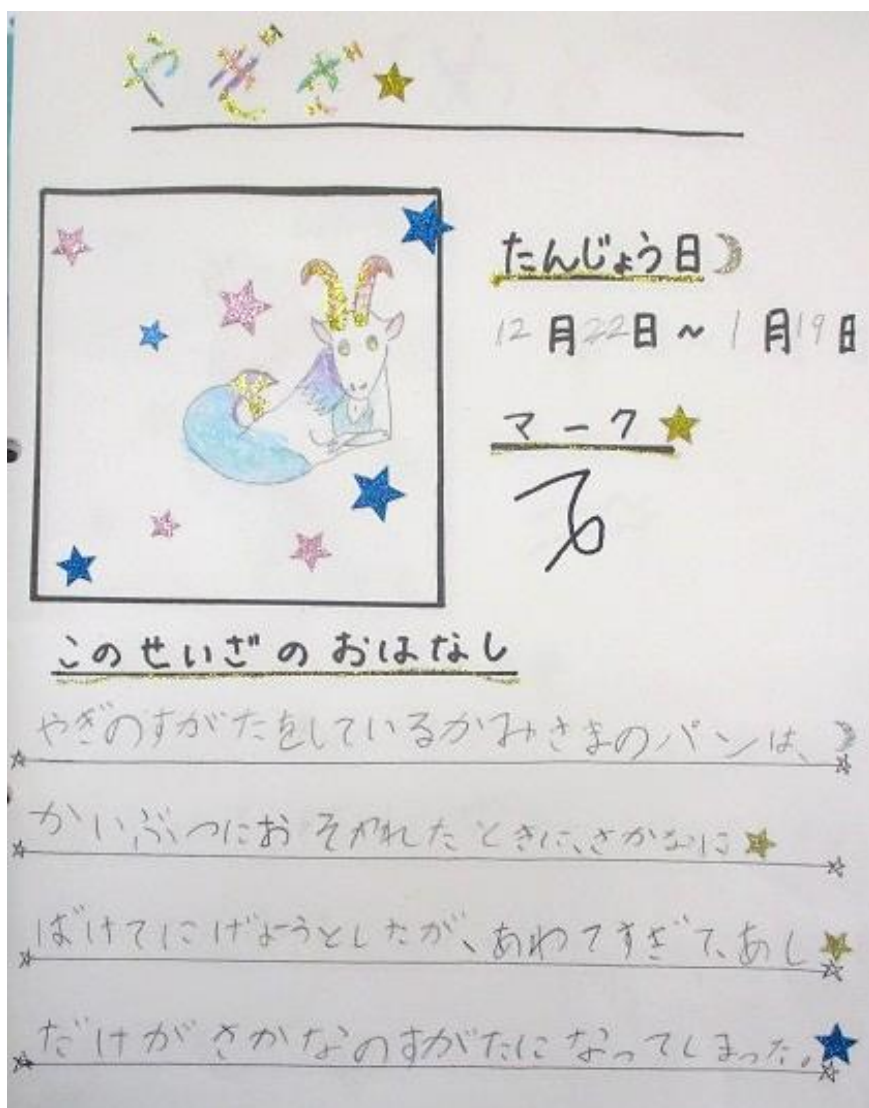 やぎざ
たんじょう日
12月22日~1月19日
マーク
このせいざのおはなし
やぎのすがたをしているかみさまのパンは、
かいぶつにおそわれたときに、さかなに
ばけてにげようとしたが、あわてすぎて、あし
だけがさかなのすがたになってしまった。